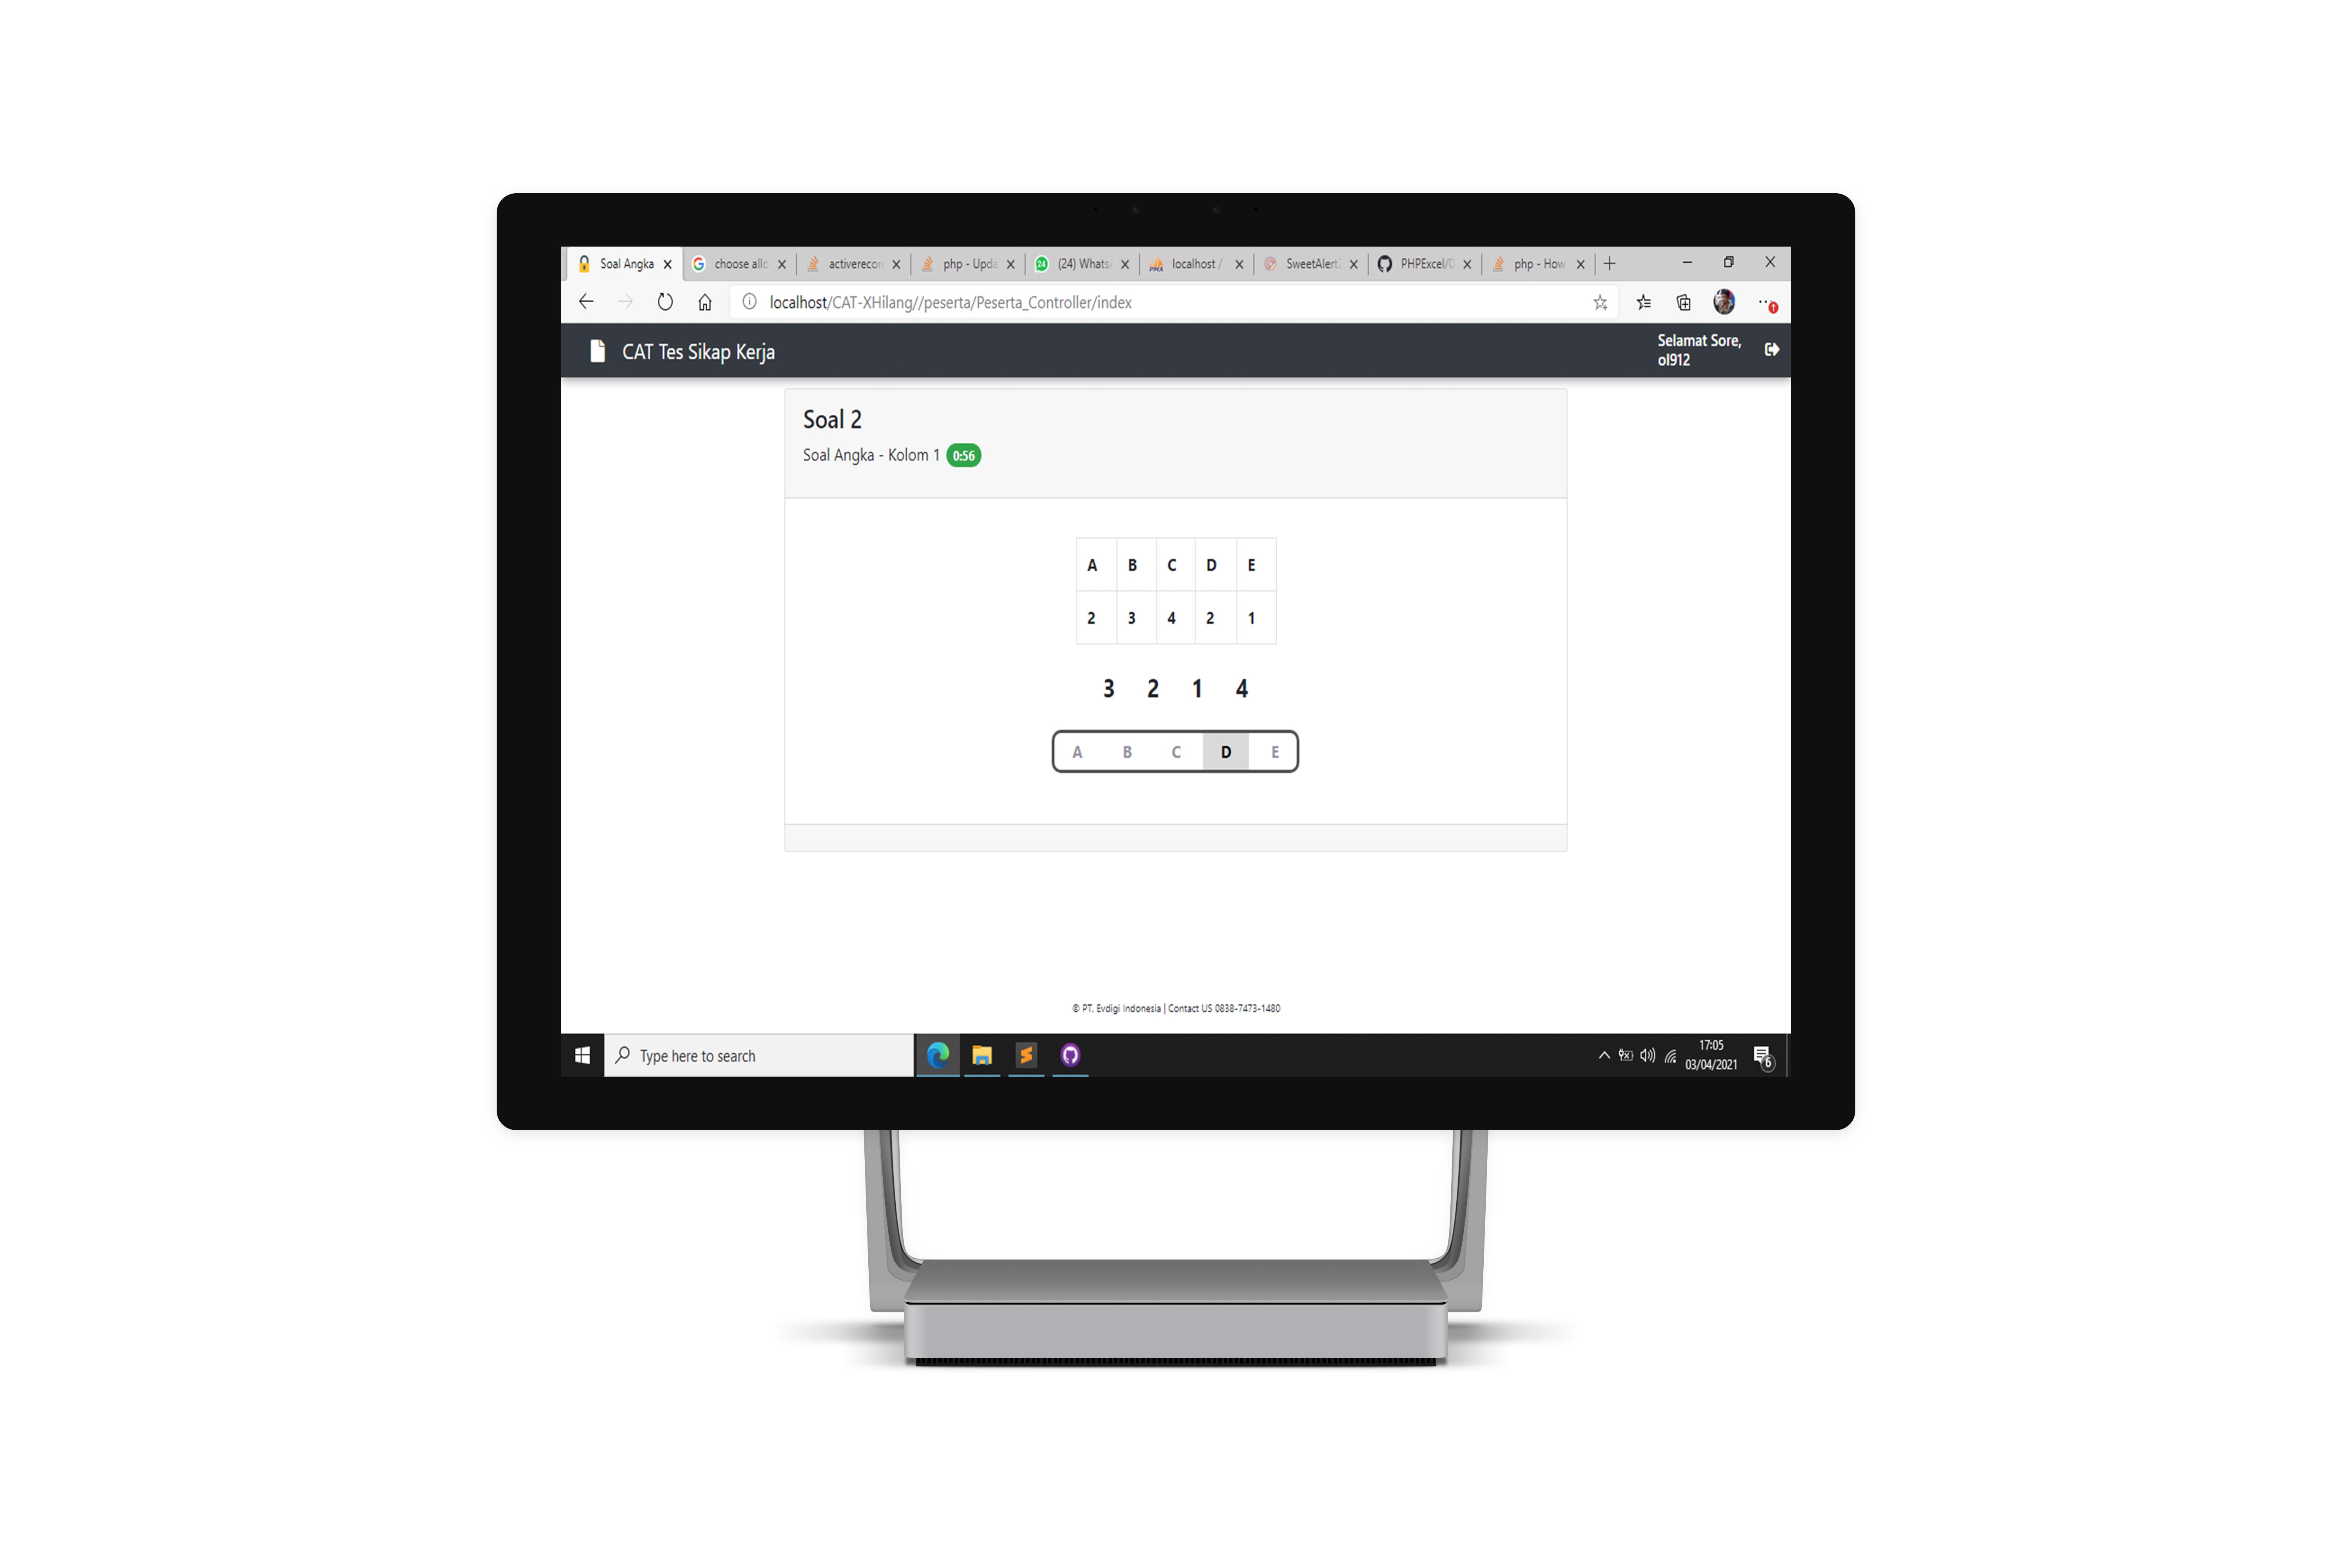 Soal Angka
choose allo
activerecor
php - Upda
24
(24) Whats
PMA
localhost /
SweetAlert
PHPExcel/
php - How
localhost/CAT-XHilang//peserta/Peserta_Controller/index
CAT Tes Sikap Kerja
Selamat Sore,
ol912
Soal 2
Soal Angka - Kolom 1 0:56
A B C D E
2 3 4 2 1
3 2 1 4
A B C D E
© PT. Evdigi Indonesia | Contact US 0838-7473-1480
Type here to search
17:05
03/04/2021
6